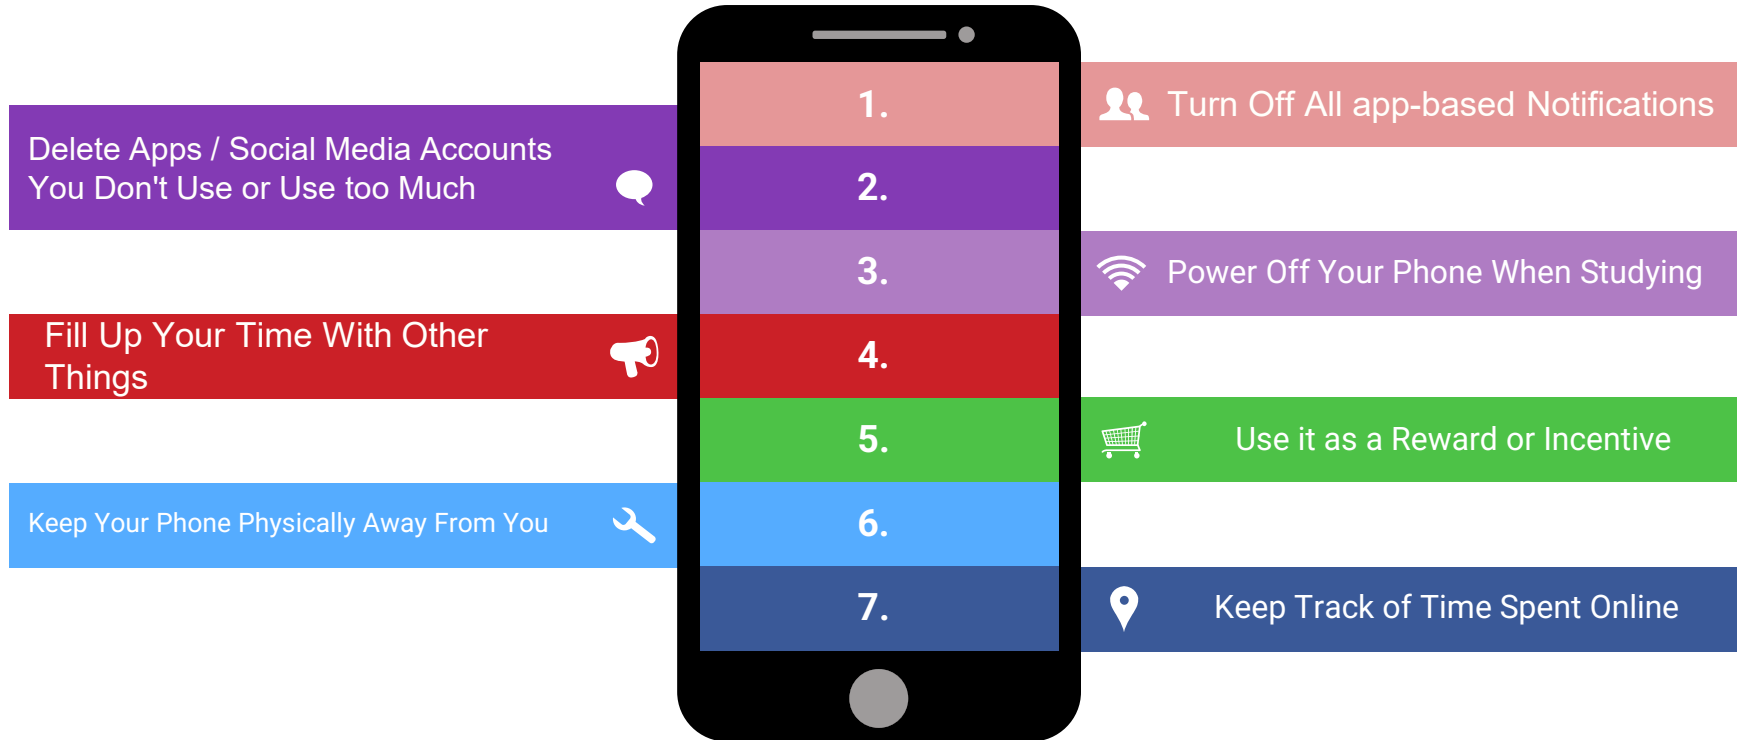 1.
Turn Off All app-based Notifications
Delete Apps / Social Media Accounts
You Don't Use or Use too Much
2.
3.
Power Off Your Phone When Studying
Fill Up Your Time With Other
Things
4.
5.
Use it as a Reward or Incentive
Keep Your Phone Physically Away From You
6.
7.
Keep Track of Time Spent Online